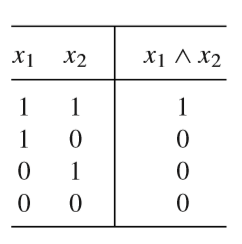 x₁ x₂ x₁ ∧ x₂
1 1 1
1 0 0
0 1 0
0 0 0